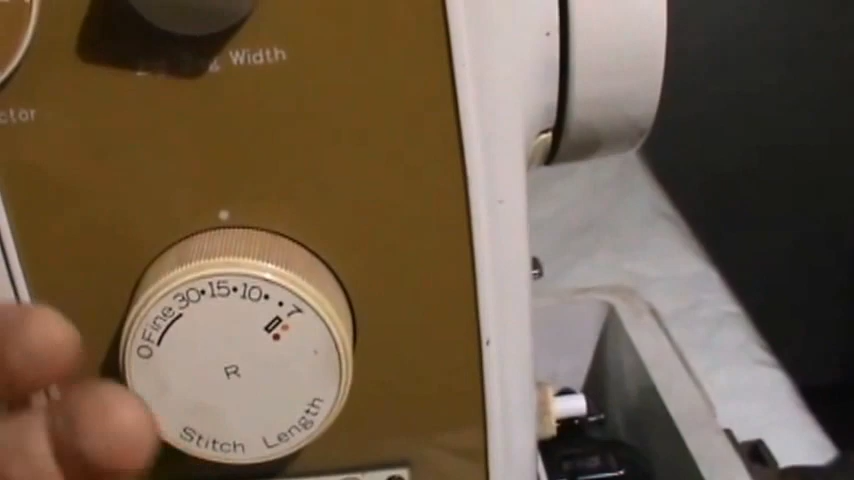 Width
ctor
0 Fine 30•15•10•••7
R
Stitch Length